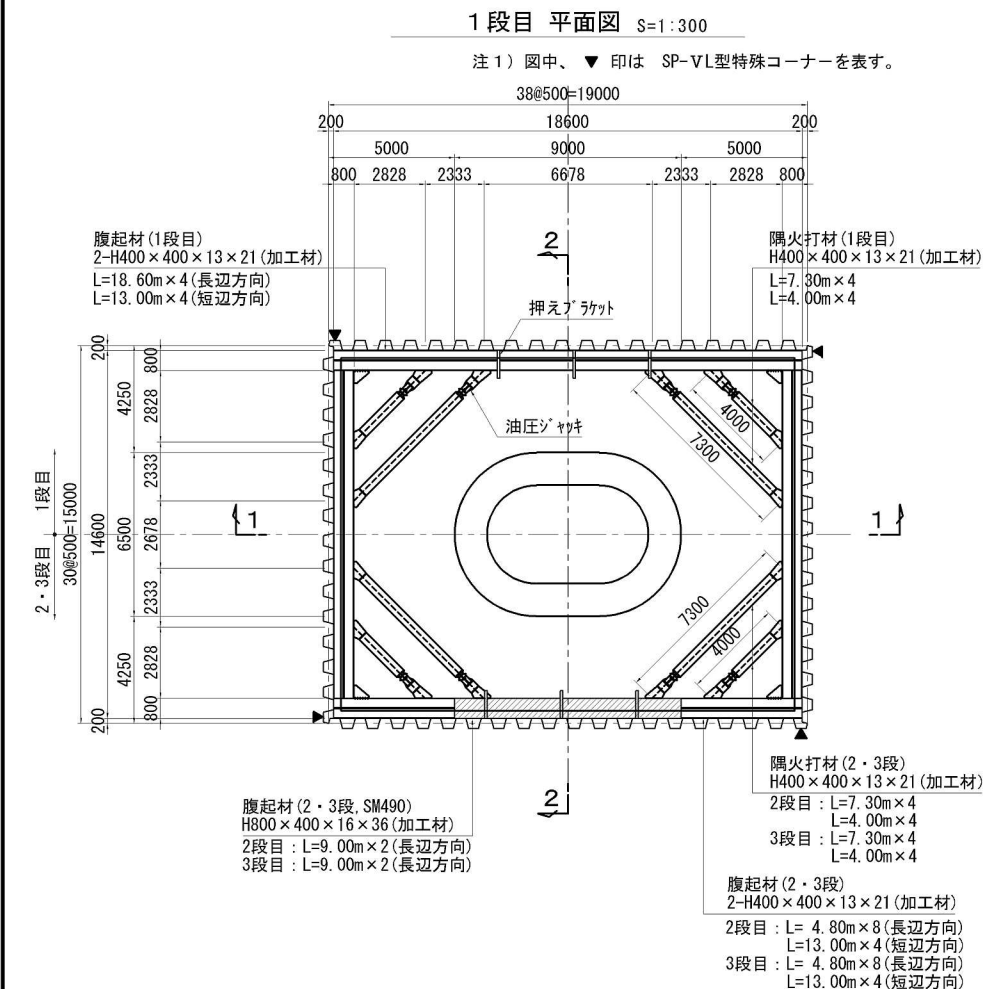 1段目 平面図 S=1:300
注1) 図中、▼ 印は SP-ⅤL型特殊コーナーを表す。
38@500=19000
200 18600 200
5000 9000 5000
800 2828 2333 6678 2333 2828 800
腹起材(1段目)
2-H400×400×13×21(加工材)
L=18.60m×4(長辺方向)
L=13.00m×4(短辺方向)
2
隅火打材(1段目)
H400×400×13×21(加工材)
L=7.30m×4
L=4.00m×4
押えブラケット
油圧ジャッキ
4000
7300
200
800
4250
2828
2333
1段目
2・3段目
30@500=15000
14600
6500
2678
2333
4250
2828
800
200
1 1
7300
4000
2
腹起材(2・3段,SM490)
H800×400×16×36(加工材)
2段目:L=9.00m×2(長辺方向)
3段目:L=9.00m×2(長辺方向)
隅火打材(2・3段)
H400×400×13×21(加工材)
2段目:L=7.30m×4
L=4.00m×4
3段目:L=7.30m×4
L=4.00m×4
腹起材(2・3段)
2-H400×400×13×21(加工材)
2段目:L= 4.80m×8(長辺方向)
L=13.00m×4(短辺方向)
3段目:L= 4.80m×8(長辺方向)
L=13.00m×4(短辺方向)